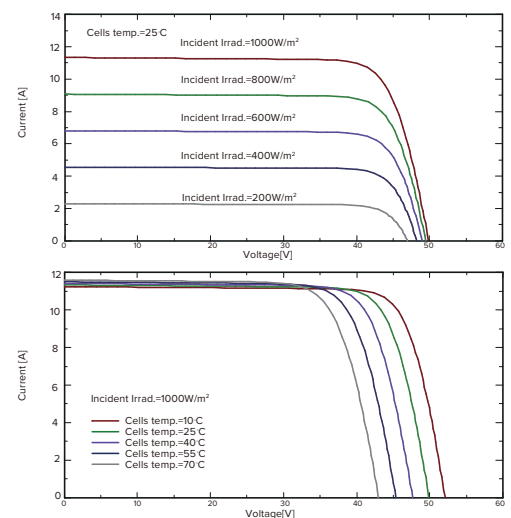 14
Cells temp.=25°C
Incident Irrad.=1000W/m²
12
10
Incident Irrad.=800W/m²
8
Current [A]
Incident Irrad.=600W/m²
6
Incident Irrad.=400W/m²
4
Incident Irrad.=200W/m²
2
0
0 10 20 30 40 50 60
Voltage[V]
12
10
8
Current [A]
6
Incident Irrad.=1000W/m²
4
Cells temp.=10°C
Cells temp.=25°C
Cells temp.=40°C
2
Cells temp.=55°C
Cells temp.=70°C
0
0 10 20 30 40 50 60
Voltage[V]